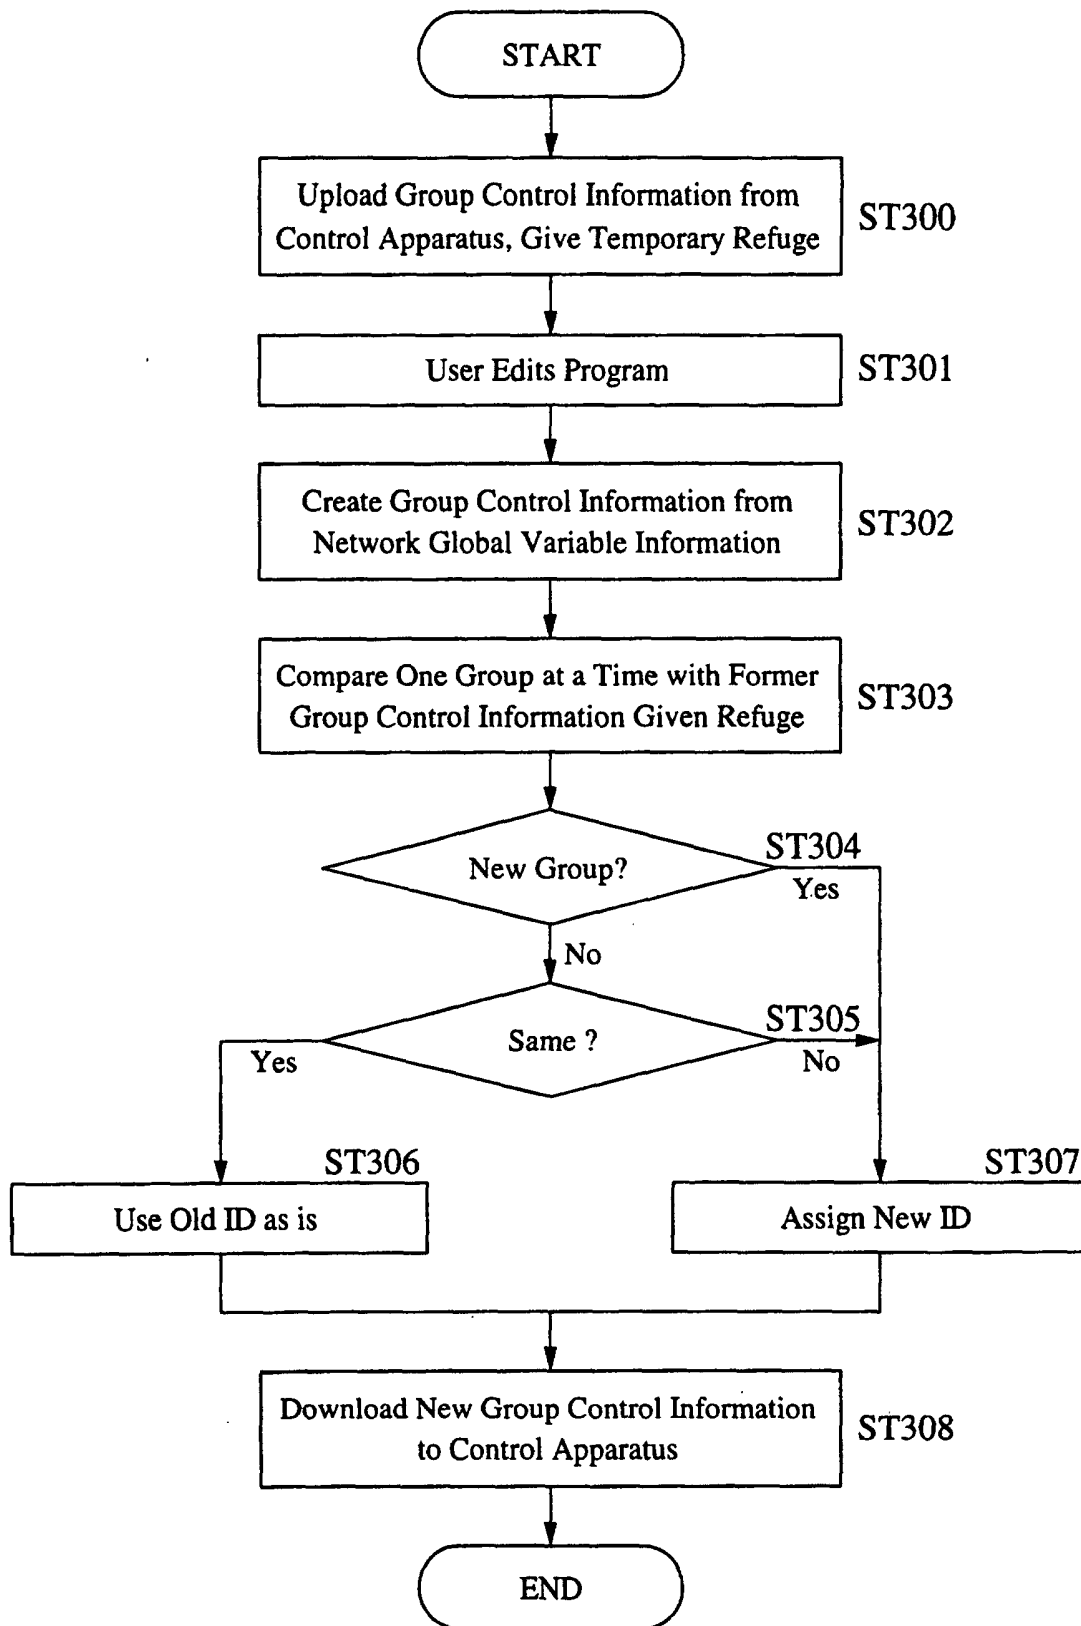 START
Upload Group Control Information from
Control Apparatus, Give Temporary Refuge
ST300
User Edits Program
ST301
Create Group Control Information from
Network Global Variable Information
ST302
Compare One Group at a Time with Former
Group Control Information Given Refuge
ST303
New Group?
ST304
Yes
No
Same ?
ST305
Yes
No
ST306
Use Old ID as is
ST307
Assign New ID
Download New Group Control Information
to Control Apparatus
ST308
END